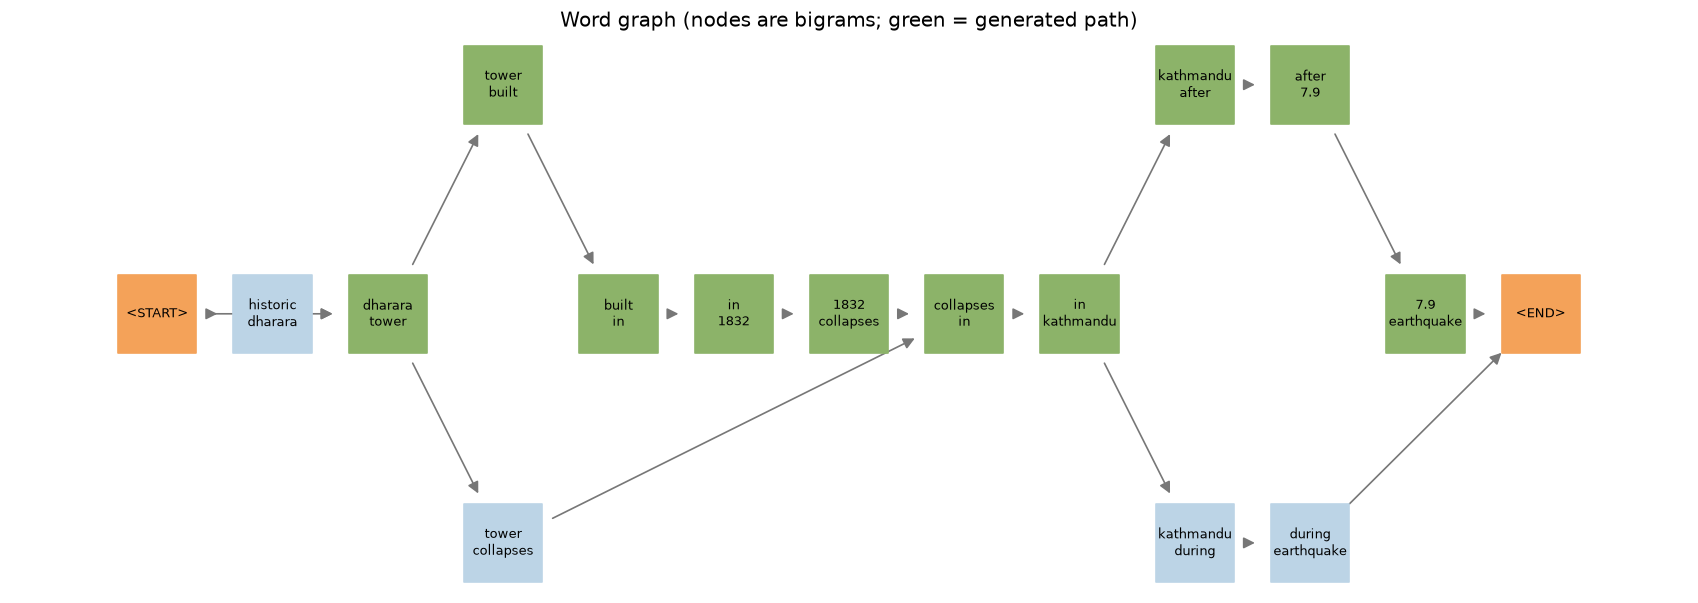 Word graph (nodes are bigrams; green = generated path)
tower
built
kathmandu
after
after
7.9
<START>
historic
dharara
dharara
tower
built
in
in
1832
1832
collapses
collapses
in
in
kathmandu
7.9
earthquake
<END>
tower
collapses
kathmandu
during
during
earthquake